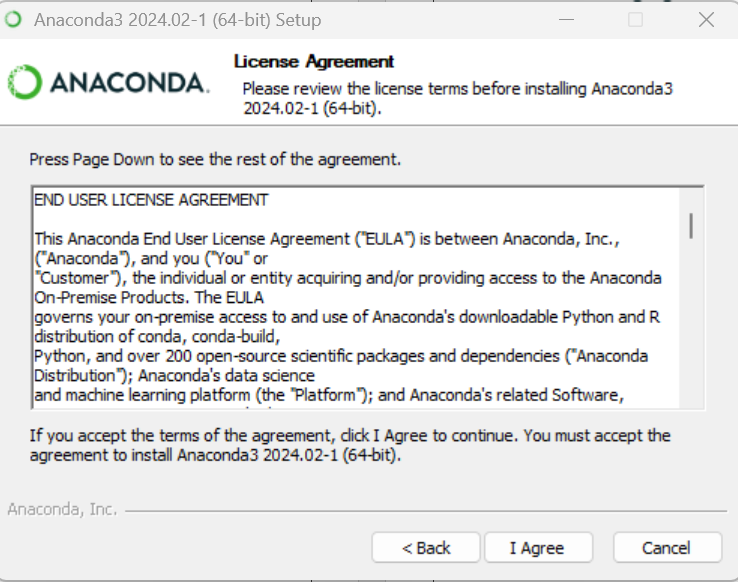 Anaconda3 2024.02-1 (64-bit) Setup
ANACONDA.
License Agreement
Please review the license terms before installing Anaconda3
2024.02-1 (64-bit).
Press Page Down to see the rest of the agreement.
END USER LICENSE AGREEMENT
This Anaconda End User License Agreement ("EULA") is between Anaconda, Inc.,
("Anaconda"), and you ("You" or
"Customer"), the individual or entity acquiring and/or providing access to the Anaconda
On-Premise Products. The EULA
governs your on-premise access to and use of Anaconda's downloadable Python and R
distribution of conda, conda-build,
Python, and over 200 open-source scientific packages and dependencies ("Anaconda
Distribution"); Anaconda's data science
and machine learning platform (the "Platform"); and Anaconda's related Software,
If you accept the terms of the agreement, click I Agree to continue. You must accept the
agreement to install Anaconda3 2024.02-1 (64-bit).
Anaconda, Inc.
< Back
I Agree
Cancel